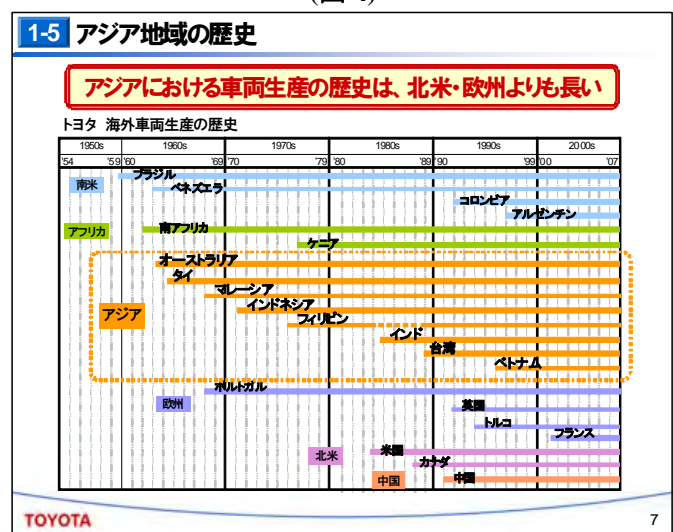 1-5 アジア地域の歴史
アジアにおける車両生産の歴史は、北米・欧州よりも長い
トヨタ 海外車両生産の歴史
1950s 1960s 1970s 1980s 1990s 2000s
'54 '59 '60 '69 '70 '79 '80 '89 '90 '99 '00 '07
ブラジル
南米
ベネズエラ
コロンビア
アルゼンチン
アフリカ
南アフリカ
ケニア
オーストラリア
タイ
マレーシア
インドネシア
アジア
フィリピン
インド
台湾
ベトナム
ポルトガル
欧州
英国
トルコ
フランス
北米
米国
カナダ
中国
中国
TOYOTA
7